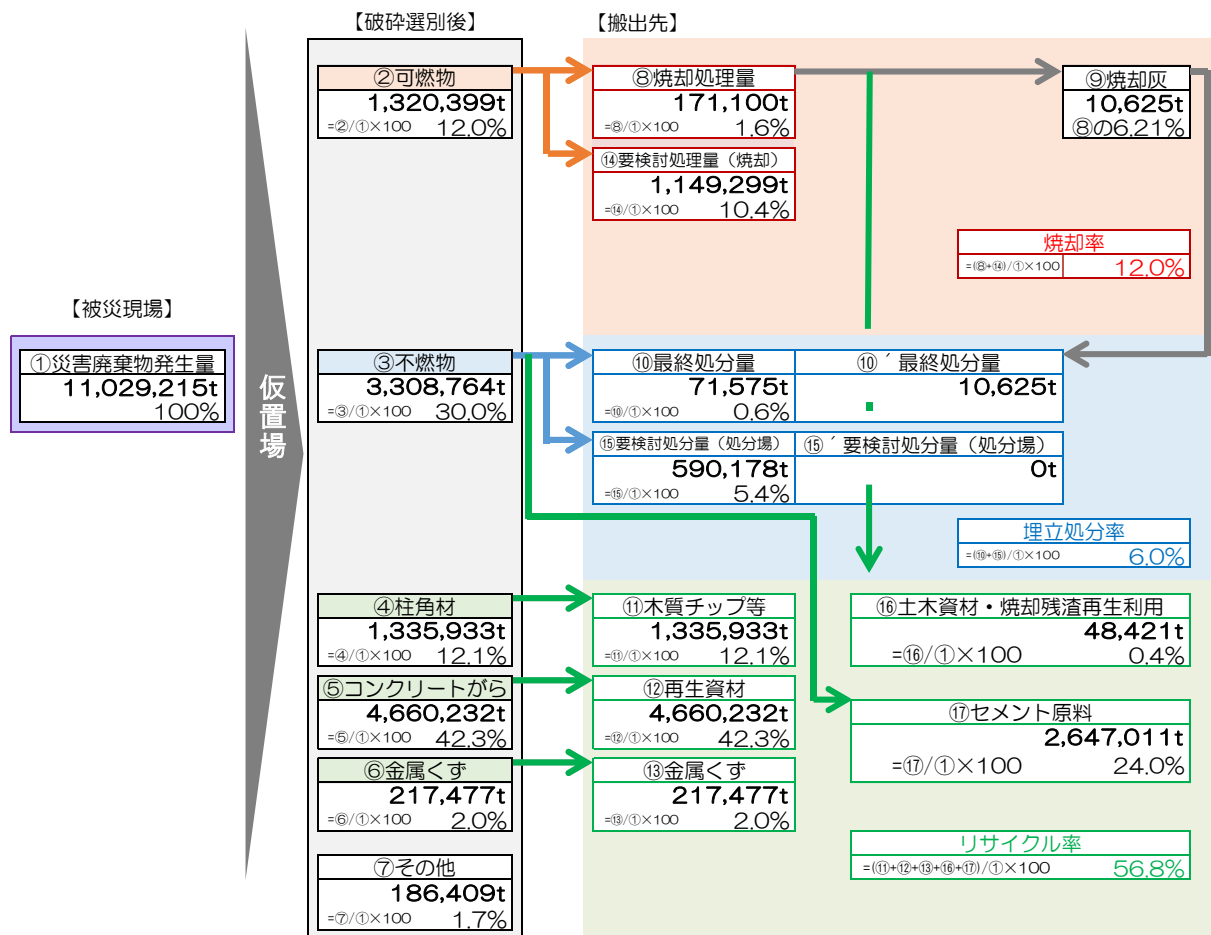 【被災現場】
①災害廃棄物発生量
11,029,215t
100%
仮置場
【破砕選別後】
②可燃物
1,320,399t
=②/①×100 12.0%
③不燃物
3,308,764t
=③/①×100 30.0%
④柱角材
1,335,933t
=④/①×100 12.1%
⑤コンクリートがら
4,660,232t
=⑤/①×100 42.3%
⑥金属くず
217,477t
=⑥/①×100 2.0%
⑦その他
186,409t
=⑦/①×100 1.7%
【搬出先】
⑧焼却処理量
171,100t
=⑧/①×100 1.6%
⑨焼却灰
10,625t
⑧の6.21%
⑭要検討処理量（焼却）
1,149,299t
=⑭/①×100 10.4%
焼却率
=(⑧+⑭)/①×100 12.0%
⑩最終処分量
71,575t
=⑩/①×100 0.6%
⑩´最終処分量
10,625t
⑮要検討処分量（処分場）
590,178t
=⑮/①×100 5.4%
⑮´要検討処分量（処分場）
0t
埋立処分率
=(⑩+⑮)/①×100 6.0%
⑪木質チップ等
1,335,933t
=⑪/①×100 12.1%
⑯土木資材・焼却残渣再生利用
48,421t
=⑯/①×100 0.4%
⑫再生資材
4,660,232t
=⑫/①×100 42.3%
⑰セメント原料
2,647,011t
=⑰/①×100 24.0%
⑬金属くず
217,477t
=⑬/①×100 2.0%
リサイクル率
=(⑪+⑫+⑬+⑯+⑰)/①×100 56.8%